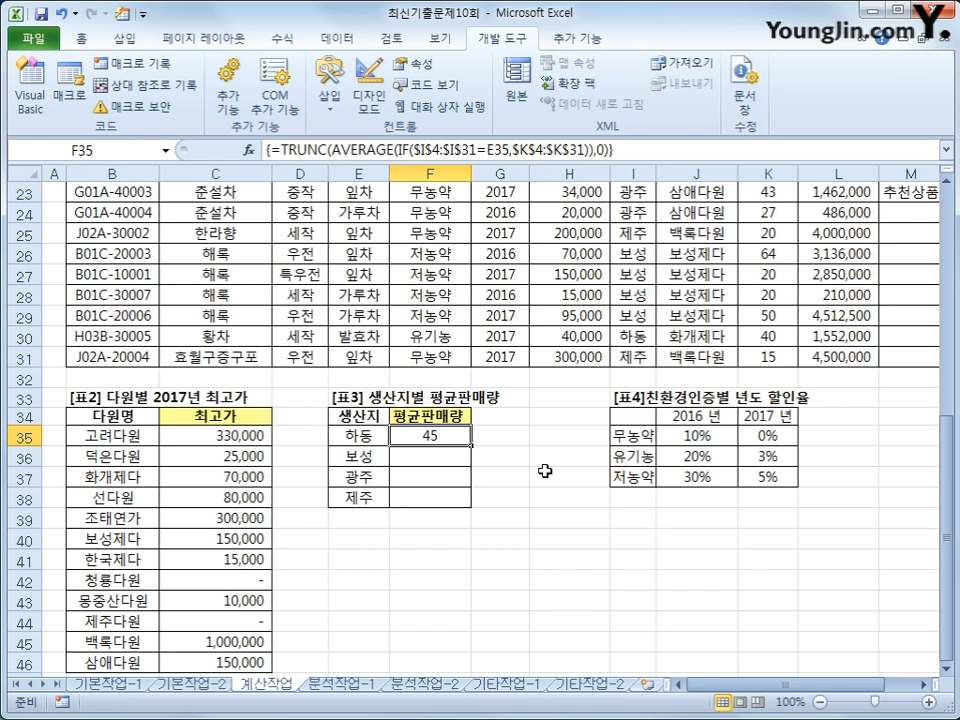 최신기출문제10회 - Microsoft Excel
Younglin.com Y.
파일 홈 삽입 페이지 레이아웃 수식 데이터 검토 보기 개발 도구 추가 기능
Visual Basic
매크로
매크로 기록
상대 참조로 기록
매크로 보안
코드
추가 기능
COM 추가 기능
추가 기능
삽입
디자인 모드
속성
코드 보기
대화 상자 실행
컨트롤
원본
맵 속성
확장 팩
데이터 새로 고침
가져오기
내보내기
XML
문서 창
수정
F35 fx {=TRUNC(AVERAGE(IF($I$4:$I$31=E35,$K$4:$K$31)),0)}
A B C D E F G H I J K L M
23 G01A-40003 준설차 중작 잎차 무농약 2017 34,000 광주 삼애다원 43 1,462,000 추천상품
24 G01A-40004 준설차 중작 가루차 무농약 2016 20,000 광주 삼애다원 27 486,000
25 J02A-30002 한라향 세작 잎차 무농약 2017 200,000 제주 백록다원 20 4,000,000
26 B01C-20003 해록 우전 잎차 저농약 2016 70,000 보성 보성제다 64 3,136,000
27 B01C-10001 해록 특우전 잎차 저농약 2017 150,000 보성 보성제다 20 2,850,000
28 B01C-30007 해록 세작 가루차 저농약 2016 15,000 보성 보성제다 20 210,000
29 B01C-20006 해록 우전 가루차 저농약 2017 95,000 보성 보성제다 50 4,512,500
30 H03B-30005 황차 세작 발효차 유기농 2017 40,000 하동 화개제다 40 1,552,000
31 J02A-20004 효월구증구포 우전 잎차 무농약 2017 300,000 제주 백록다원 15 4,500,000
32
33 [표2] 다원별 2017년 최고가 [표3] 생산지별 평균판매량 [표4]친환경인증별 년도 할인율
34 다원명 최고가 생산지 평균판매량 2016 년 2017 년
35 고려다원 330,000 하동 45 무농약 10% 0%
36 덕은다원 25,000 보성 유기농 20% 3%
37 화개제다 70,000 광주 저농약 30% 5%
38 선다원 80,000 제주
39 조태연가 300,000
40 보성제다 150,000
41 한국제다 15,000
42 청룡다원 -
43 몽중산다원 10,000
44 제주다원 -
45 백록다원 1,000,000
46 삼애다원 150,000
기본작업-1 기본작업-2 계산작업 분석작업-1 분석작업-2 기타작업-1 기타작업-2
준비 100%